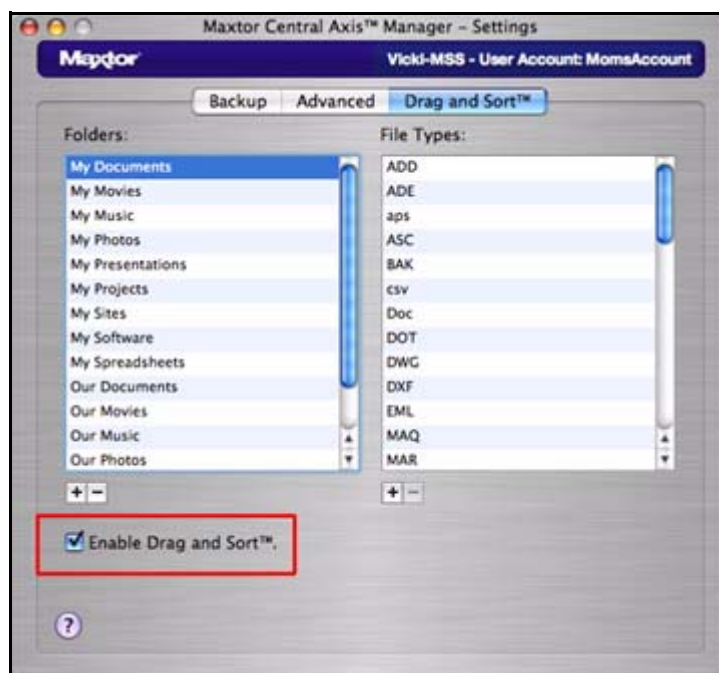 Maxtor Central Axis™ Manager – Settings
Maxtor
Vicki-MSS - User Account: MomsAccount
Backup
Advanced
Drag and Sort™
Folders:
My Documents
My Movies
My Music
My Photos
My Presentations
My Projects
My Sites
My Software
My Spreadsheets
Our Documents
Our Movies
Our Music
Our Photos
File Types:
ADD
ADE
aps
ASC
BAK
csv
Doc
DOT
DWG
DXF
EML
MAQ
MAR
+ -
+ -
Enable Drag and Sort™.
?